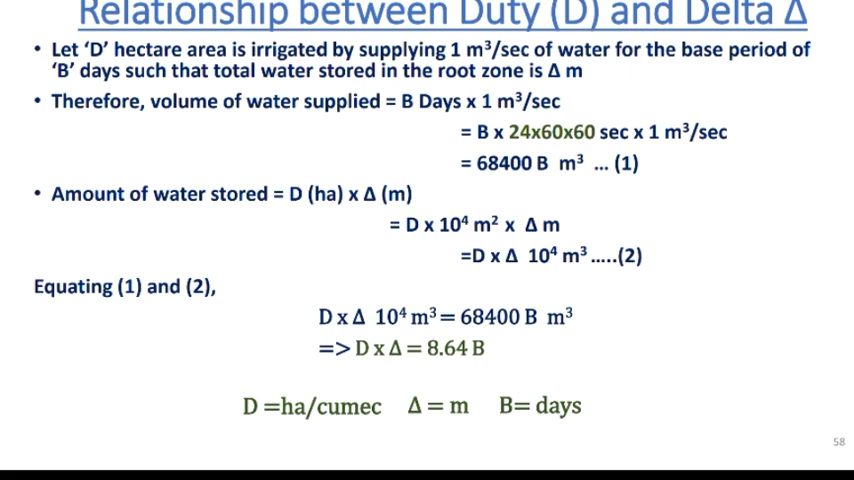 Relationship between Duty (D) and Delta Δ
• Let 'D' hectare area is irrigated by supplying 1 m³/sec of water for the base period of
'B' days such that total water stored in the root zone is Δ m
• Therefore, volume of water supplied = B Days x 1 m³/sec
= B x 24x60x60 sec x 1 m³/sec
= 68400 B m³ ... (1)
• Amount of water stored = D (ha) x Δ (m)
= D x 10⁴ m² x Δ m
=D x Δ 10⁴ m³ .....(2)
Equating (1) and (2),
D x Δ 10⁴ m³ = 68400 B m³
=> D x Δ = 8.64 B
D =ha/cumec Δ = m B= days
58